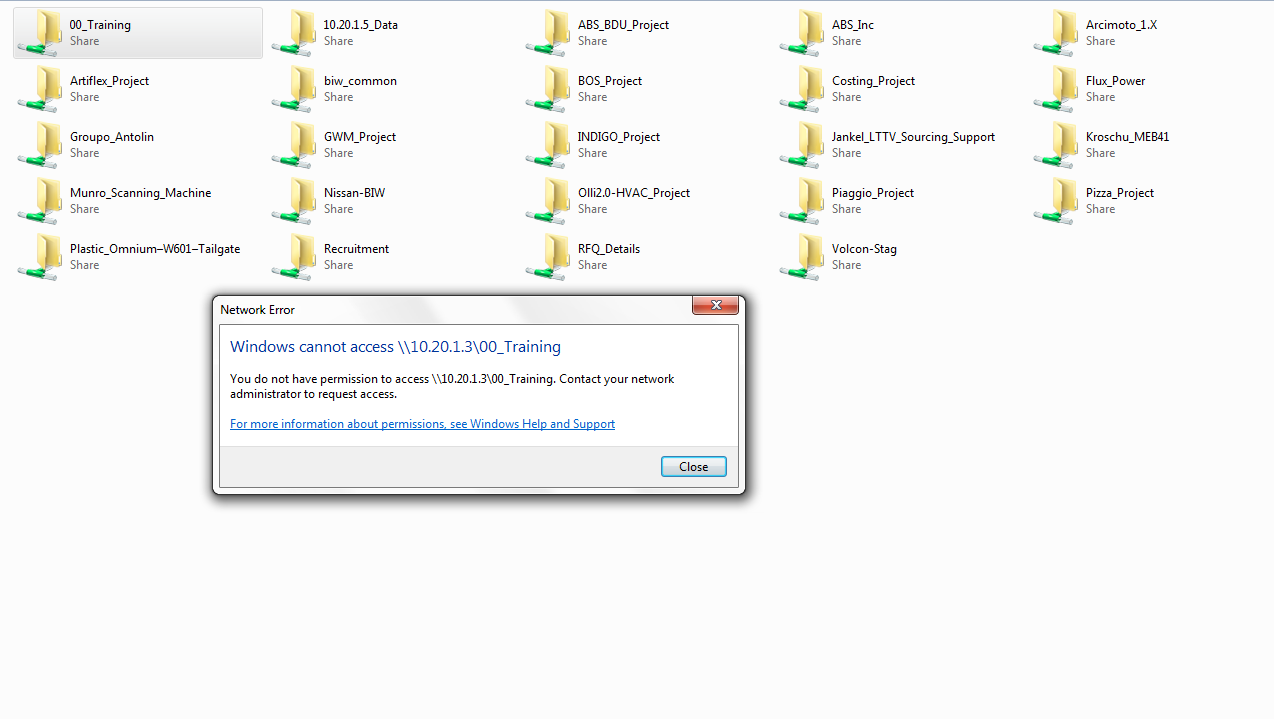 00_Training
Share
10.20.1.5_Data
Share
ABS_BDU_Project
Share
ABS_Inc
Share
Arcimoto_1.X
Share
Artiflex_Project
Share
biw_common
Share
BOS_Project
Share
Costing_Project
Share
Flux_Power
Share
Groupo_Antolin
Share
GWM_Project
Share
INDIGO_Project
Share
Jankel_LTTV_Sourcing_Support
Share
Kroschu_MEB41
Share
Munro_Scanning_Machine
Share
Nissan-BIW
Share
Olli2.0-HVAC_Project
Share
Piaggio_Project
Share
Pizza_Project
Share
Plastic_Omnium–W601–Tailgate
Share
Recruitment
Share
RFQ_Details
Share
Volcon-Stag
Share
Network Error
Windows cannot access \\10.20.1.3\00_Training
You do not have permission to access \\10.20.1.3\00_Training. Contact your network
administrator to request access.
For more information about permissions, see Windows Help and Support
Close